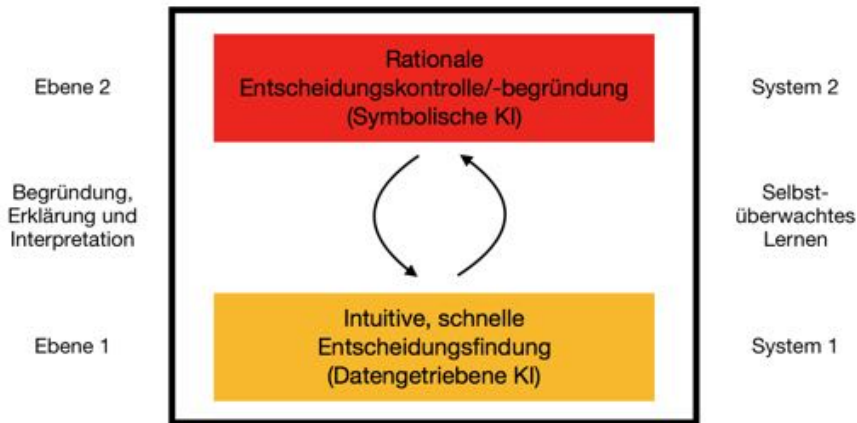 Ebene 2
Rationale
Entscheidungskontrolle/-begründung
(Symbolische KI)
System 2
Begründung,
Erklärung und
Interpretation
Selbst-
überwachtes
Lernen
Ebene 1
Intuitive, schnelle
Entscheidungsfindung
(Datengetriebene KI)
System 1